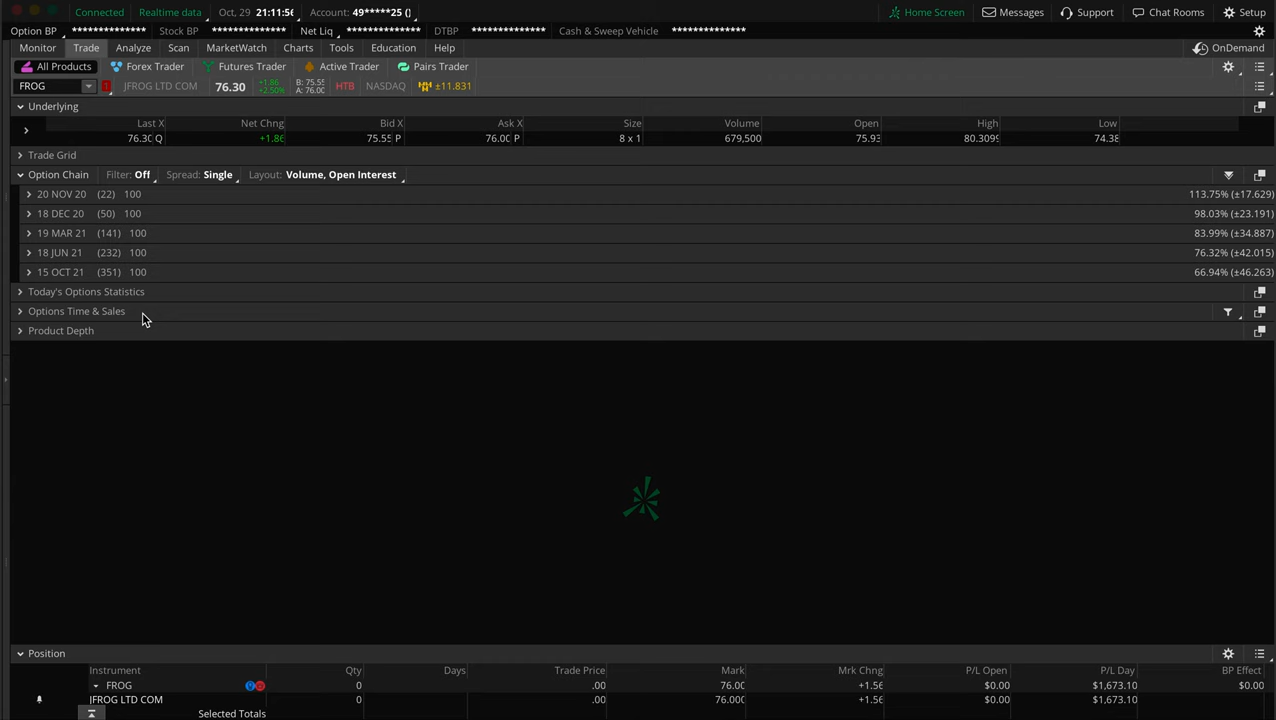 Connected Realtime data Oct, 29 21:11:56 Account: 49*****25 () Home Screen Messages Support Chat Rooms Setup
Option BP ************** Stock BP ************** Net Liq ************** DTBP ************** Cash & Sweep Vehicle **************
Monitor Trade Analyze Scan MarketWatch Charts Tools Education Help OnDemand
All Products Forex Trader Futures Trader Active Trader Pairs Trader
FROG JFROG LTD COM 76.30 +1.86 +2.50% B: 75.55 A: 76.00 HTB NASDAQ ±11.831
Underlying
Last X Net Chng Bid X Ask X Size Volume Open High Low
76.30 Q +1.86 75.55 P 76.00 P 8 x 1 679,500 75.93 80.3099 74.38
Trade Grid
Option Chain Filter: Off Spread: Single Layout: Volume, Open Interest
20 NOV 20 (22) 100 113.75% (±17.629)
18 DEC 20 (50) 100 98.03% (±23.191)
19 MAR 21 (141) 100 83.99% (±34.887)
18 JUN 21 (232) 100 76.32% (±42.015)
15 OCT 21 (351) 100 66.94% (±46.263)
Today's Options Statistics
Options Time & Sales
Product Depth
Position
Instrument Qty Days Trade Price Mark Mrk Chng P/L Open P/L Day BP Effect
FROG 0 .00 76.00 +1.56 $0.00 $1,673.10 $0.00
JFROG LTD COM 0 .00 76.000 +1.56 $0.00 $1,673.10
Selected Totals